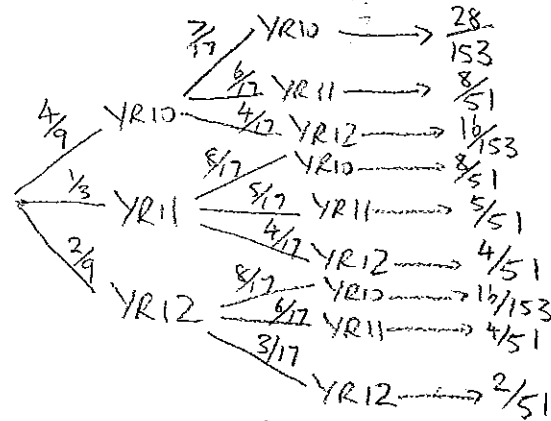 7/17 YR10 → 28/153
6/17 YR11 → 8/51
4/9 YR10 4/17 YR12 → 16/153
8/17 YR10 → 8/51
1/3 YR11 5/17 YR11 → 5/51
4/17 YR12 → 4/51
2/9 YR12 8/17 YR10 → 16/153
6/17 YR11 → 4/51
3/17 YR12 → 2/51